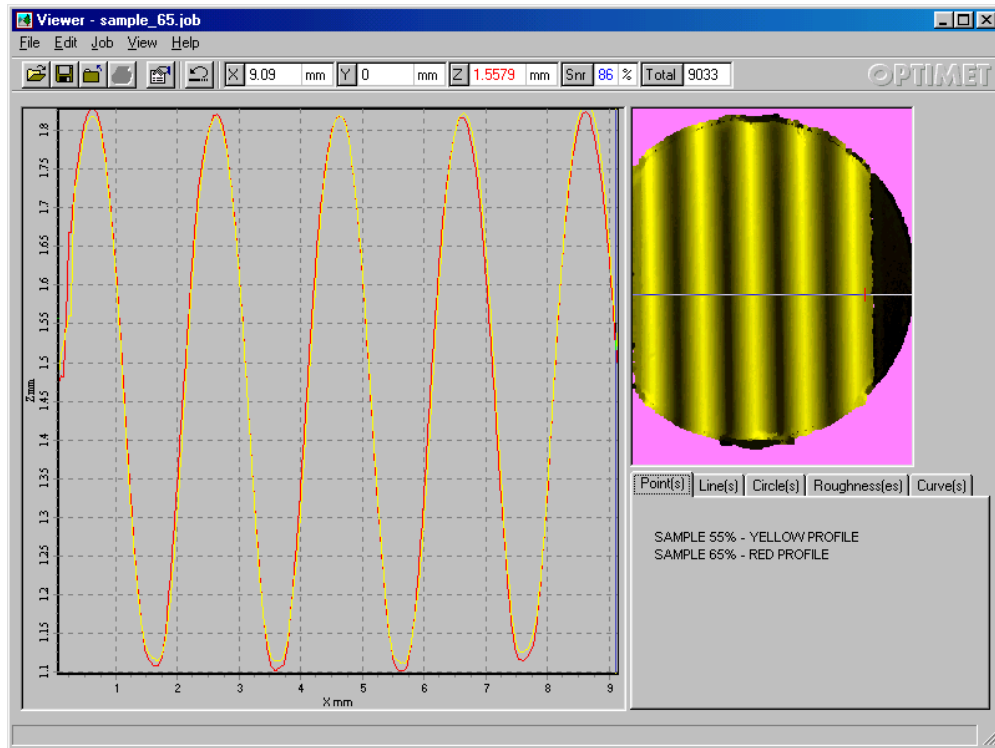 Viewer - sample_65.job
File Edit Job View Help
X 9.09 mm Y 0 mm Z 1.5579 mm Snr 86 % Total 9033
OPTIMET
1.8
1.75
1.7
1.65
1.6
1.55
1.5
1.45
1.4
1.35
1.3
1.25
1.2
1.15
1.1
Z mm
1 2 3 4 5 6 7 8 9
X mm
Point(s) Line(s) Circle(s) Roughness(es) Curve(s)
SAMPLE 55% - YELLOW PROFILE
SAMPLE 65% - RED PROFILE